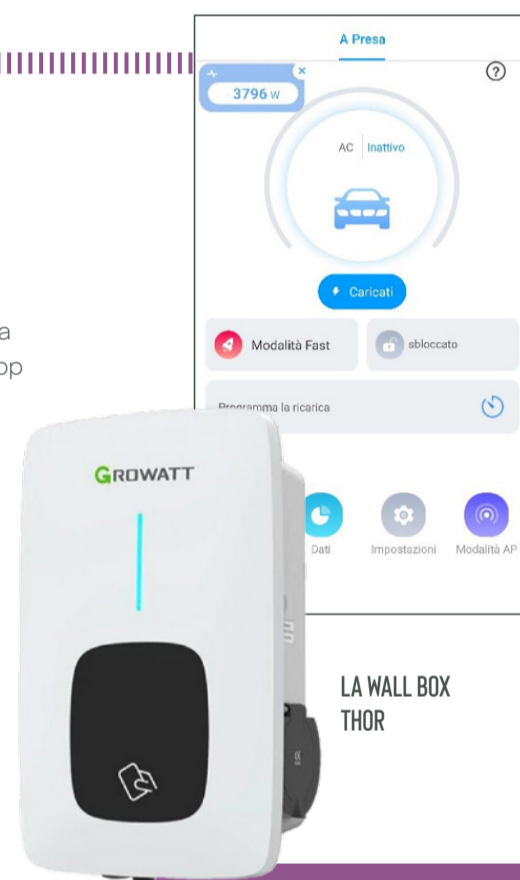 A Presa
3796 W
?
AC Inattivo
Caricati
Modalità Fast
sbloccato
Programma la ricarica
Dati
Impostazioni
Modalità AP
a
op
GROWATT
LA WALL BOX
THOR